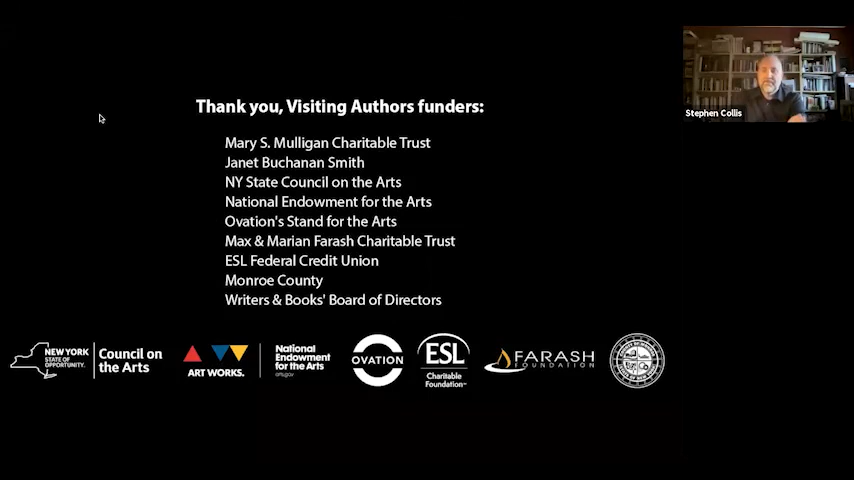 Stephen Collis
Thank you, Visiting Authors funders:
Mary S. Mulligan Charitable Trust
Janet Buchanan Smith
NY State Council on the Arts
National Endowment for the Arts
Ovation's Stand for the Arts
Max & Marian Farash Charitable Trust
ESL Federal Credit Union
Monroe County
Writers & Books' Board of Directors
NEW YORK
STATE OF
OPPORTUNITY.
Council on
the Arts
ART WORKS.
National
Endowment
for the Arts
arts.gov
OVATION
ESL
Charitable
Foundation
FARASH
FOUNDATION